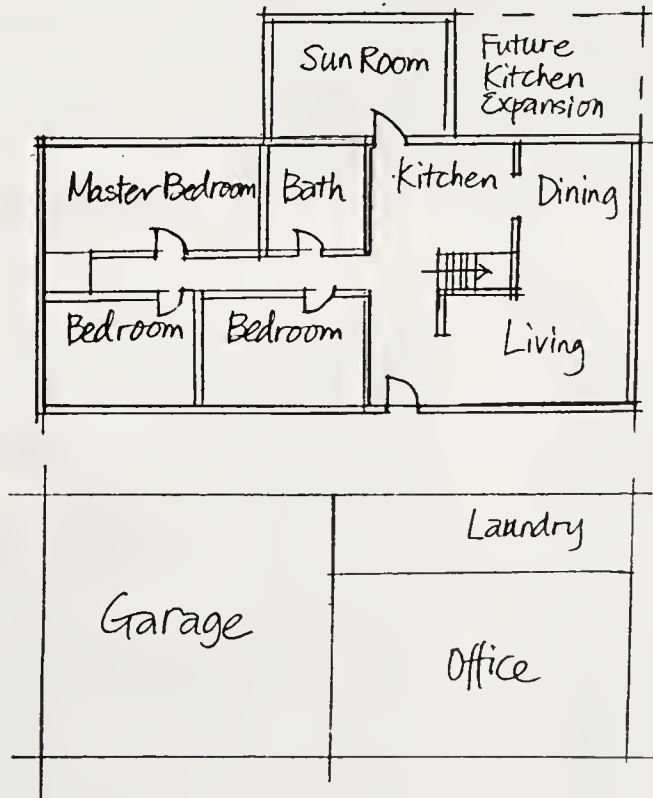 Sun Room
Future
Kitchen
Expansion
Master Bedroom
Bath
Kitchen
Dining
Bedroom
Bedroom
Living
Laundry
Garage
Office